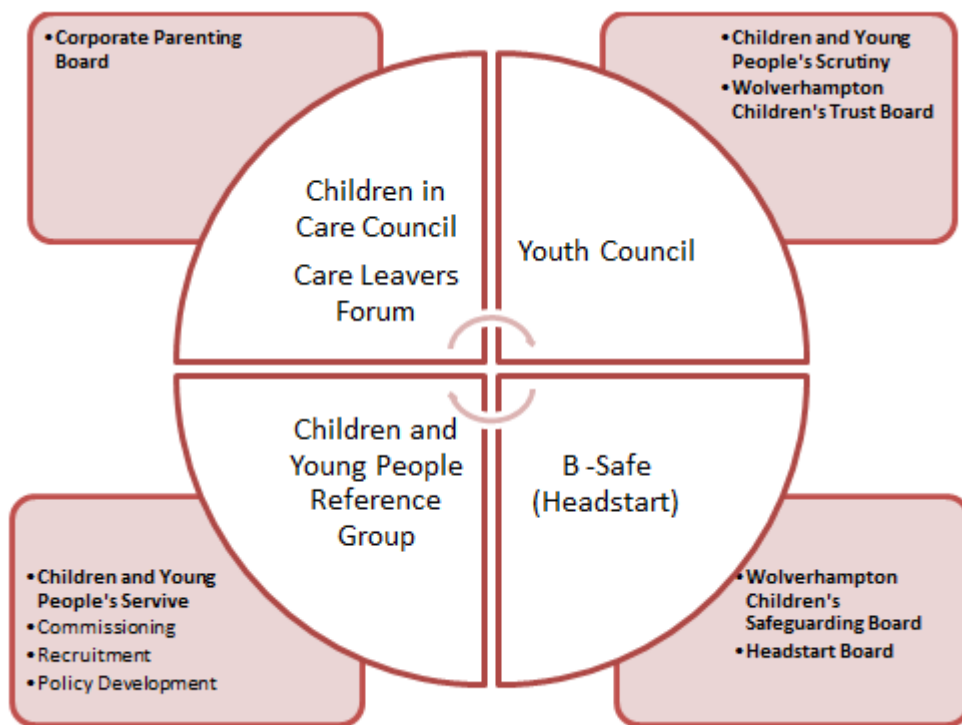 • Corporate Parenting
Board
• Children and Young
People's Scrutiny
• Wolverhampton
Children's Trust Board
Children in
Care Council
Care Leavers
Forum
Youth Council
Children and
Young People
Reference
Group
B -Safe
(Headstart)
• Children and Young
People's Servive
• Commissioning
• Recruitment
• Policy Development
• Wolverhampton
Children's
Safeguarding Board
• Headstart Board